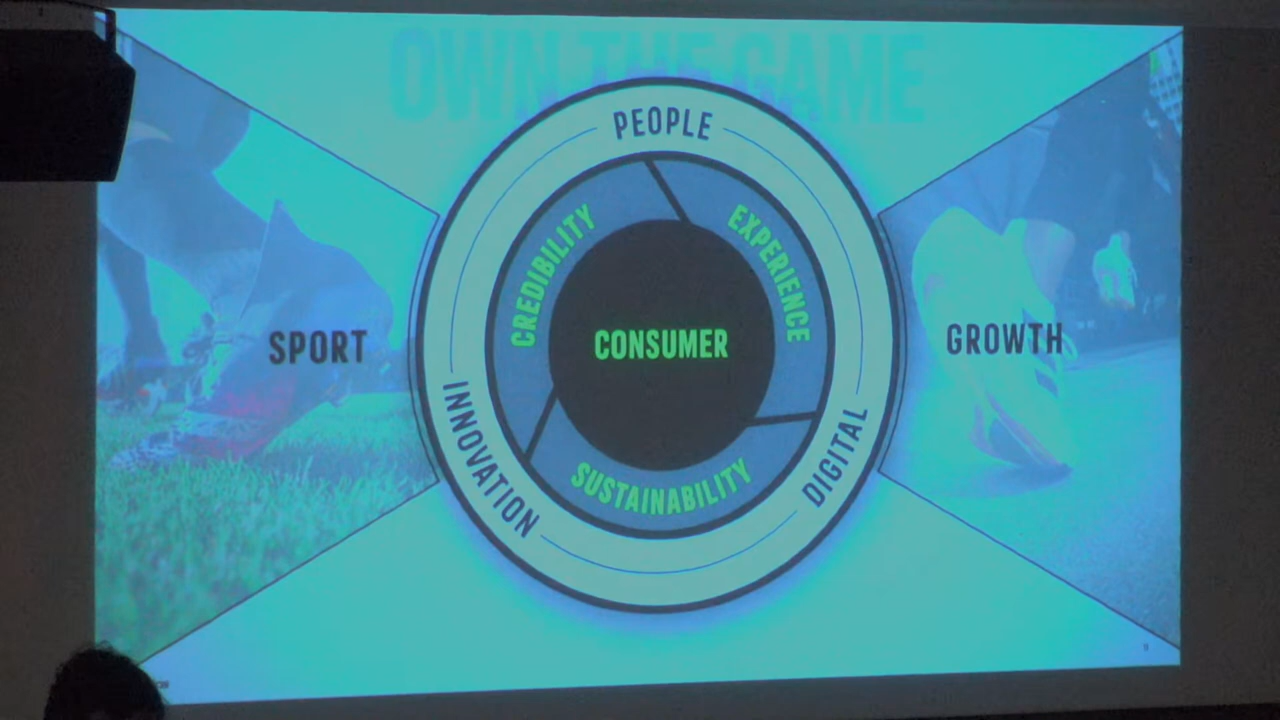 OWN THE GAME
PEOPLE
CREDIBILITY
EXPERIENCE
SPORT
CONSUMER
GROWTH
INNOVATION
SUSTAINABILITY
DIGITAL